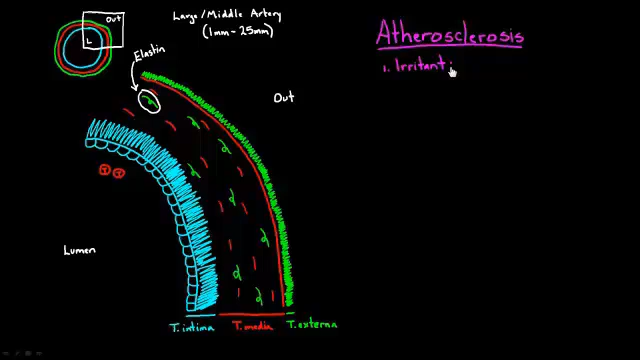 Out
L
Large/Middle Artery
(1mm - 25mm)
Elastin
Out
Lumen
T. intima
T. media
T. externa
Atherosclerosis
1. Irritant: